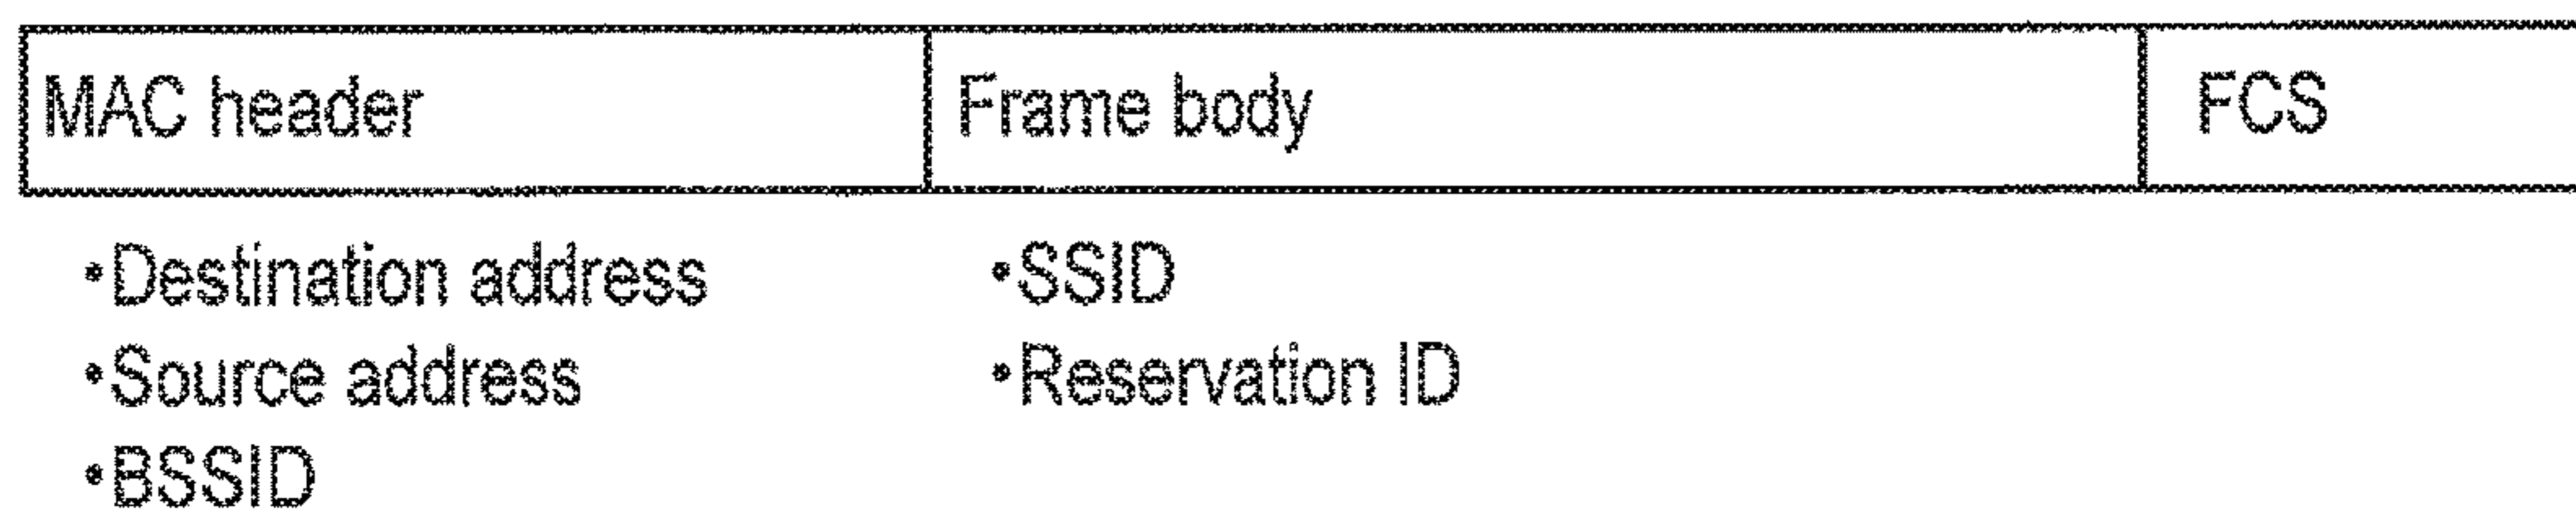 MAC header Frame body FCS
•Destination address •SSID
•Source address •Reservation ID
•BSSID